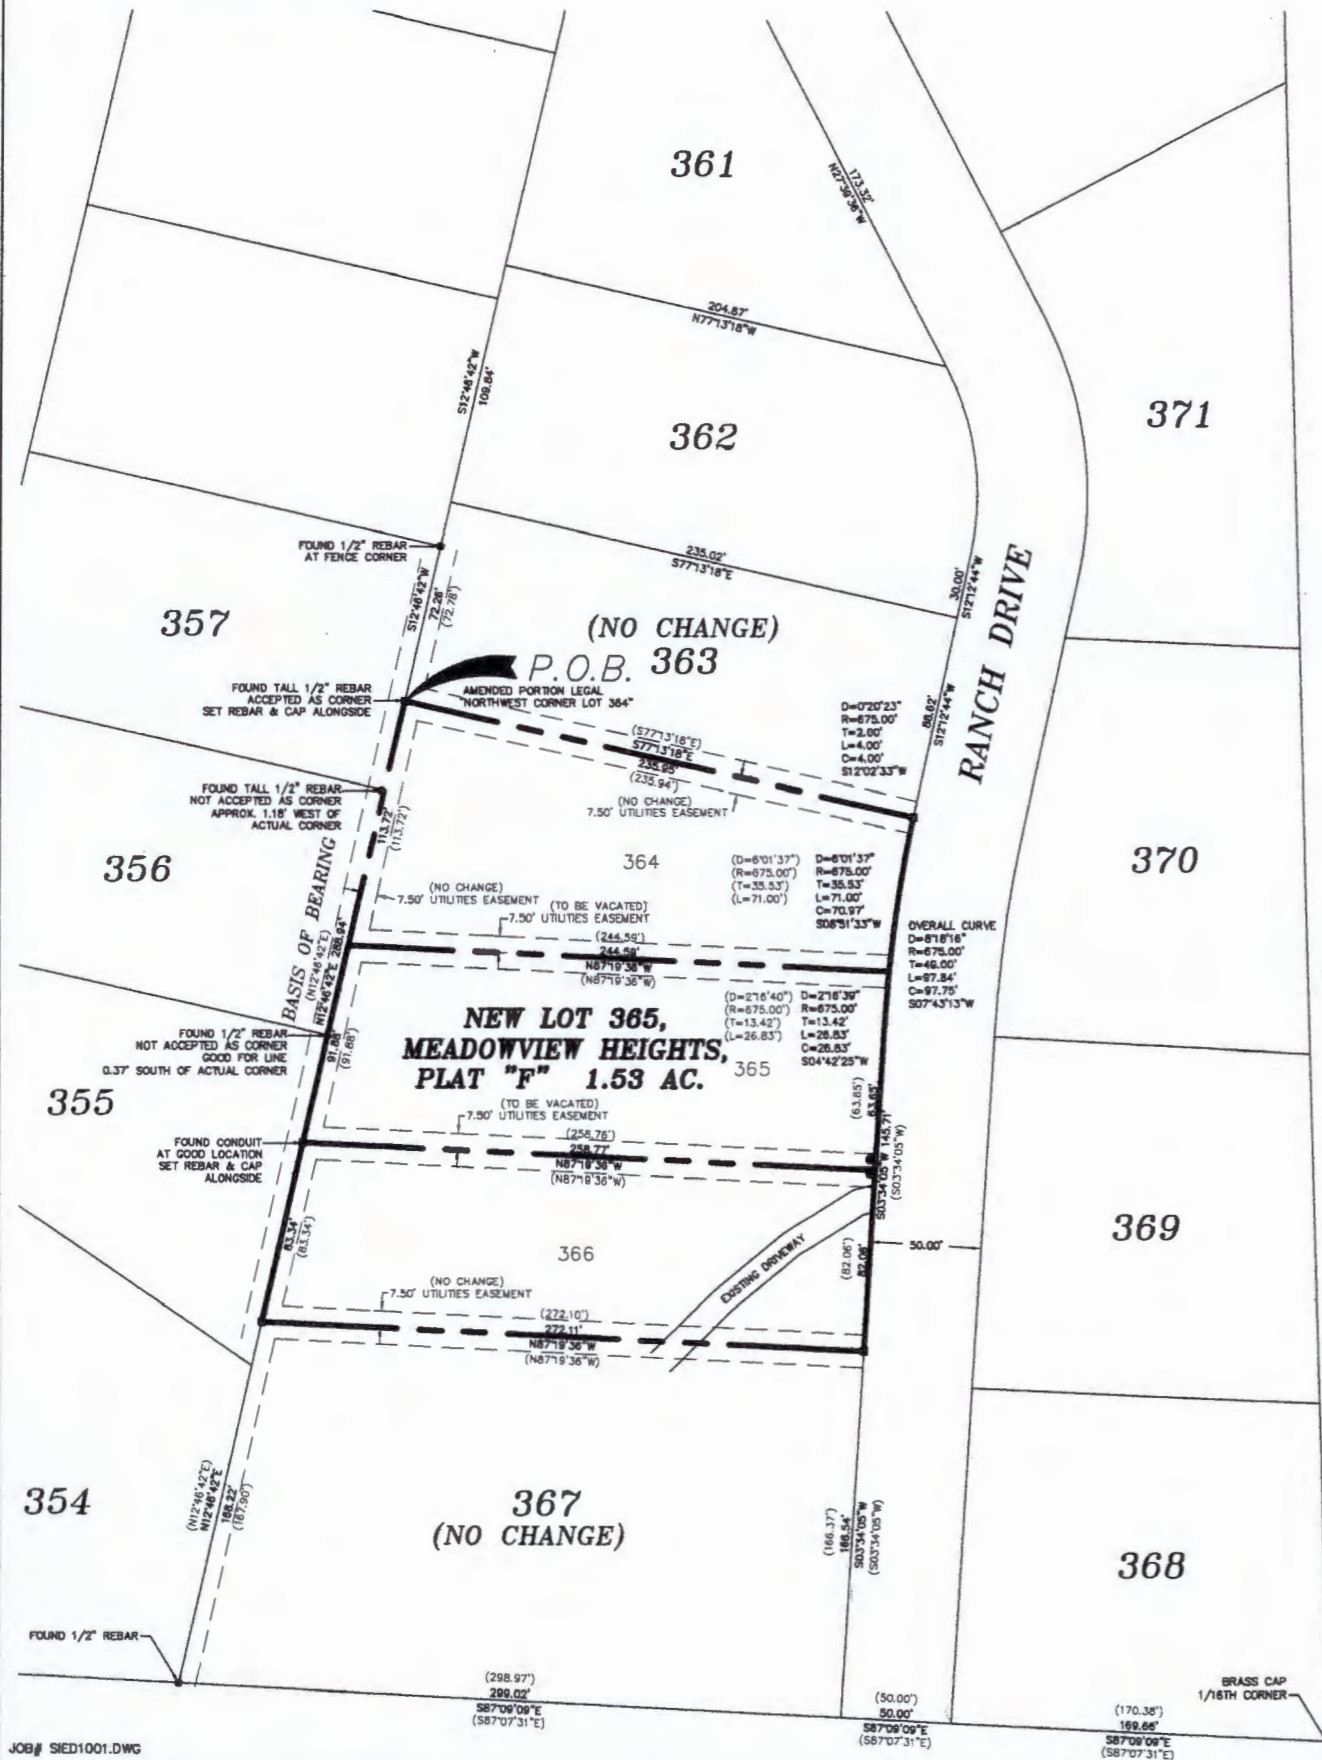 361
173.32'
N27°39'36"W
204.87'
N77°13'18"W
S12°46'42"W
109.84'
362
371
235.02'
S77°13'18"E
30.00'
S12°12'44"W
FOUND 1/2" REBAR
AT FENCE CORNER
S12°46'42"W
72.26'
(72.78')
357
(NO CHANGE)
P.O.B. 363
RANCH DRIVE
FOUND TALL 1/2" REBAR
ACCEPTED AS CORNER
SET REBAR & CAP ALONGSIDE
AMENDED PORTION LEGAL
"NORTHWEST CORNER LOT 364"
D=0°20'23"
R=675.00'
T=2.00'
L=4.00'
C=4.00'
S12°02'33"W
88.62'
S12°12'44"W
(S77°13'18"E)
S77°13'18"E
235.95'
(235.94')
(NO CHANGE)
7.50' UTILITIES EASEMENT
FOUND TALL 1/2" REBAR
NOT ACCEPTED AS CORNER
APPROX. 1.18' WEST OF
ACTUAL CORNER
113.72'
(113.72')
356
364
370
(D=6°01'37")
(R=675.00')
(T=35.53')
(L=71.00')
D=6°01'37"
R=675.00'
T=35.53'
L=71.00'
C=70.97'
S08°51'33"W
BASIS OF BEARING
(N12°46'42"E)
N12°46'42"E 288.94'
(NO CHANGE)
7.50' UTILITIES EASEMENT
(TO BE VACATED)
7.50' UTILITIES EASEMENT
(244.59')
244.59'
N87°19'36"W
(N87°19'36"W)
OVERALL CURVE
D=8°18'16"
R=675.00'
T=49.00'
L=97.84'
C=97.75'
S07°43'13"W
(D=2°16'40")
(R=675.00')
(T=13.42')
(L=26.83')
D=2°16'39"
R=675.00'
T=13.42'
L=26.83'
C=26.83'
S04°42'25"W
NEW LOT 365,
MEADOWVIEW HEIGHTS,
PLAT "F" 1.53 AC.
365
FOUND 1/2" REBAR
NOT ACCEPTED AS CORNER
GOOD FOR LINE
0.37' SOUTH OF ACTUAL CORNER
91.88'
(91.88')
355
(TO BE VACATED)
7.50' UTILITIES EASEMENT
(63.65')
63.65'
S03°34'05"W 145.71'
(S03°34'05"W)
FOUND CONDUIT
AT GOOD LOCATION
SET REBAR & CAP
ALONGSIDE
(258.76')
258.77'
N87°19'36"W
(N87°19'36"W)
83.34'
(83.34')
366
EXISTING DRIVEWAY
(82.06')
82.06'
50.00'
369
(NO CHANGE)
7.50' UTILITIES EASEMENT
(272.10')
272.11'
N87°19'36"W
(N87°19'36"W)
354
(N12°46'42"E)
N12°46'42"E
168.22'
(167.90')
367
(NO CHANGE)
(166.37')
166.54'
S03°34'05"W
(S03°34'05"W)
368
FOUND 1/2" REBAR
(298.97')
299.02'
S87°09'09"E
(S87°07'31"E)
(50.00')
50.00'
S87°09'09"E
(S87°07'31"E)
BRASS CAP
1/16TH CORNER
(170.38')
169.66'
S87°09'09"E
(S87°07'31"E)
JOB# SIED1001.DWG